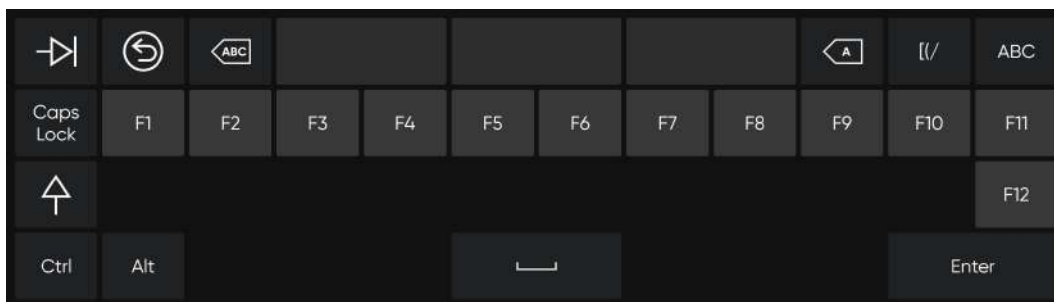 ABC A [(/ ABC
Caps Lock F1 F2 F3 F4 F5 F6 F7 F8 F9 F10 F11
F12
Ctrl Alt Enter